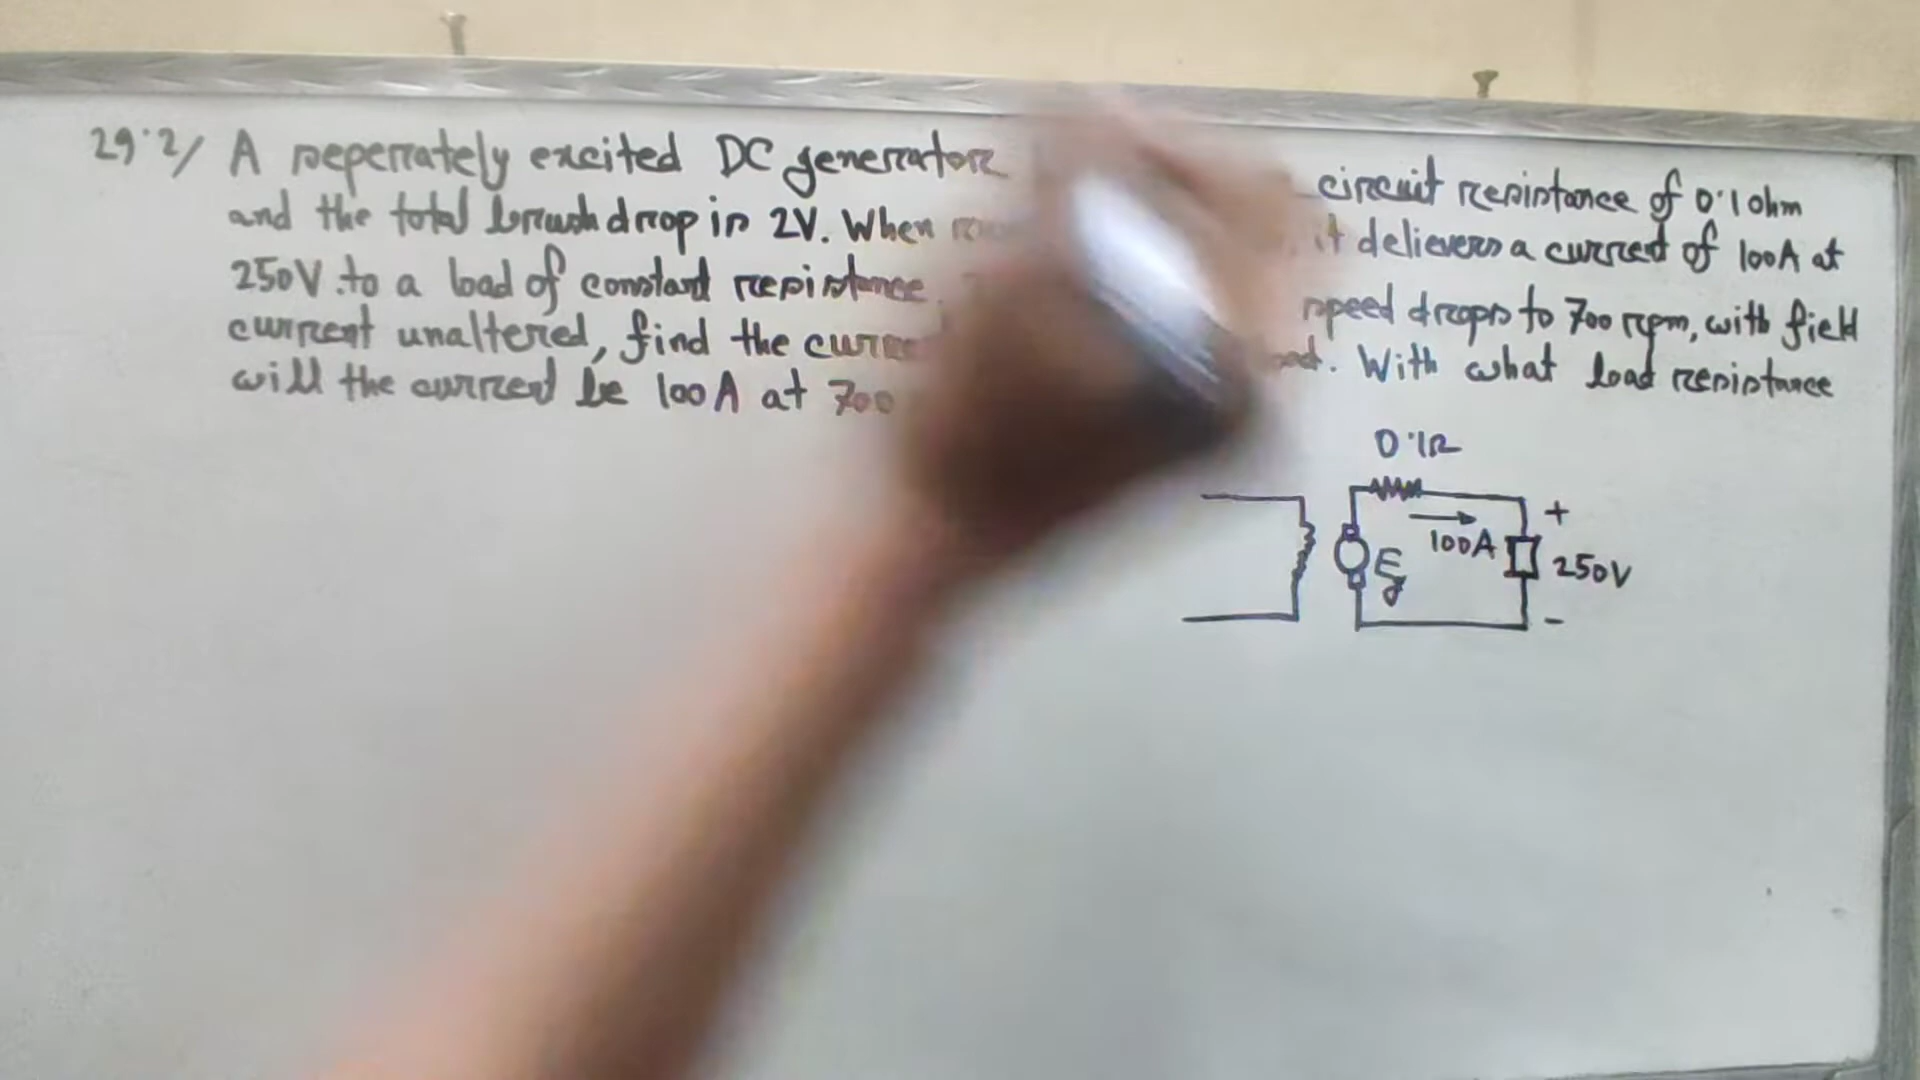 29.2/ A seperately excited DC generator circuit resistance of 0.1 ohm
and the total brush drop is 2V. When it delievers a current of 100A at
250V to a load of constant resistance. speed drops to 700 rpm, with field
current unaltered, find the With what load resistance
will the current be 100A at 700
0.1Ω
100A
+
Eg
250V
-